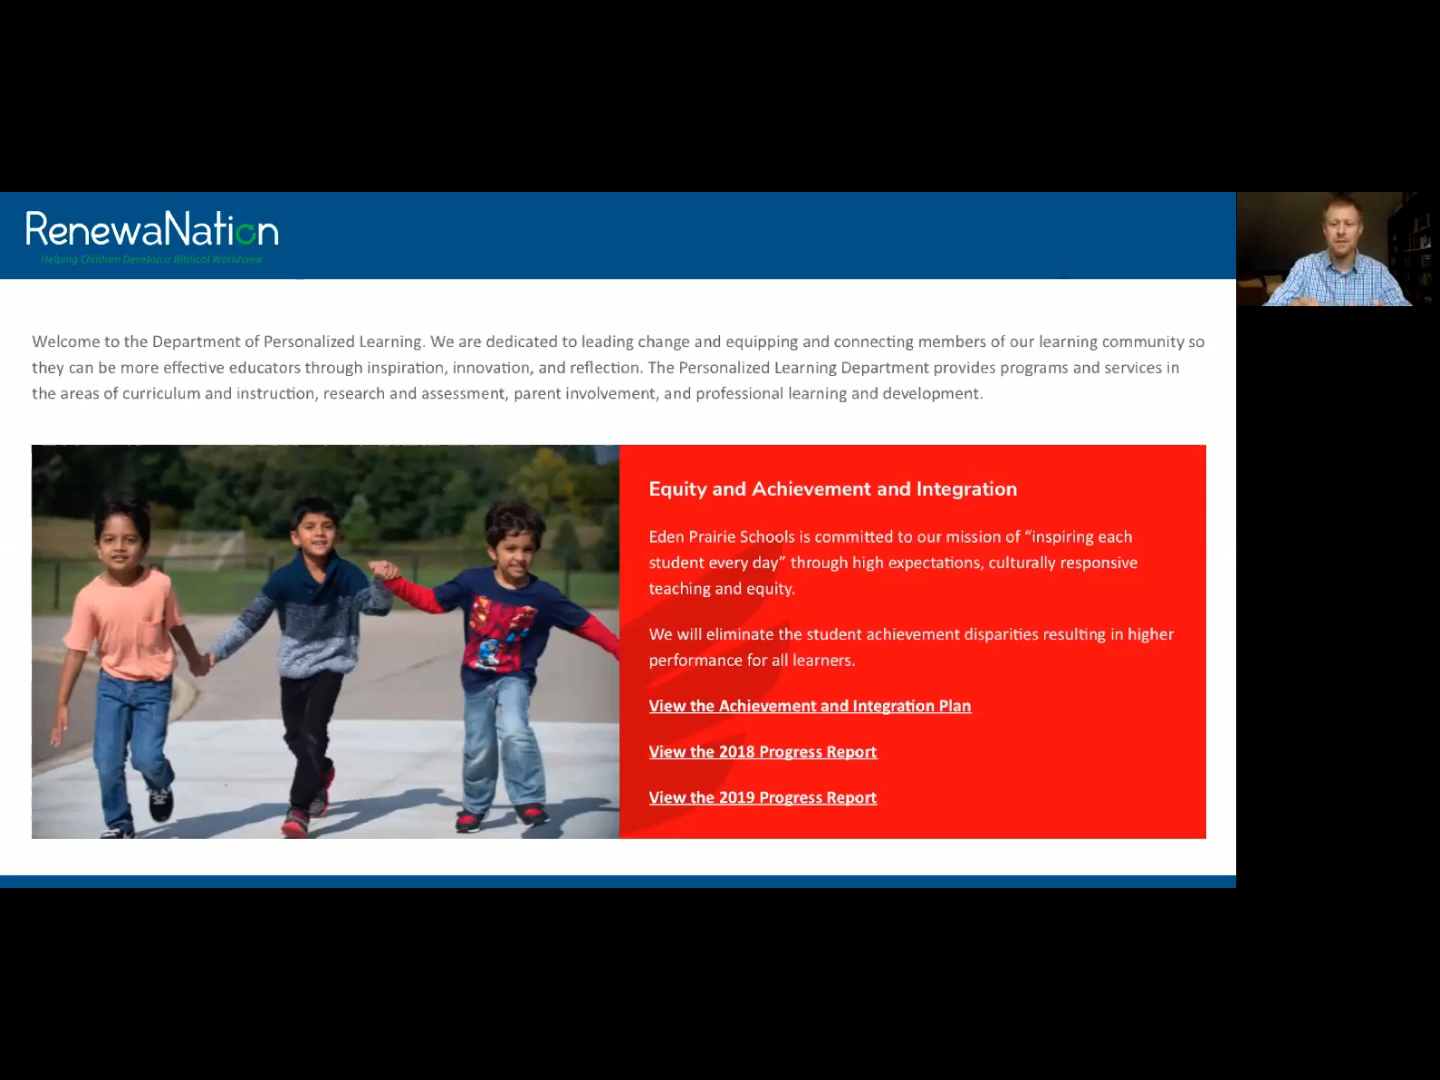 RenewaNation
Helping Children Develop a Biblical Worldview
Welcome to the Department of Personalized Learning. We are dedicated to leading change and equipping and connecting members of our learning community so
they can be more effective educators through inspiration, innovation, and reflection. The Personalized Learning Department provides programs and services in
the areas of curriculum and instruction, research and assessment, parent involvement, and professional learning and development.
Equity and Achievement and Integration
Eden Prairie Schools is committed to our mission of “inspiring each
student every day” through high expectations, culturally responsive
teaching and equity.
We will eliminate the student achievement disparities resulting in higher
performance for all learners.
View the Achievement and Integration Plan
View the 2018 Progress Report
View the 2019 Progress Report